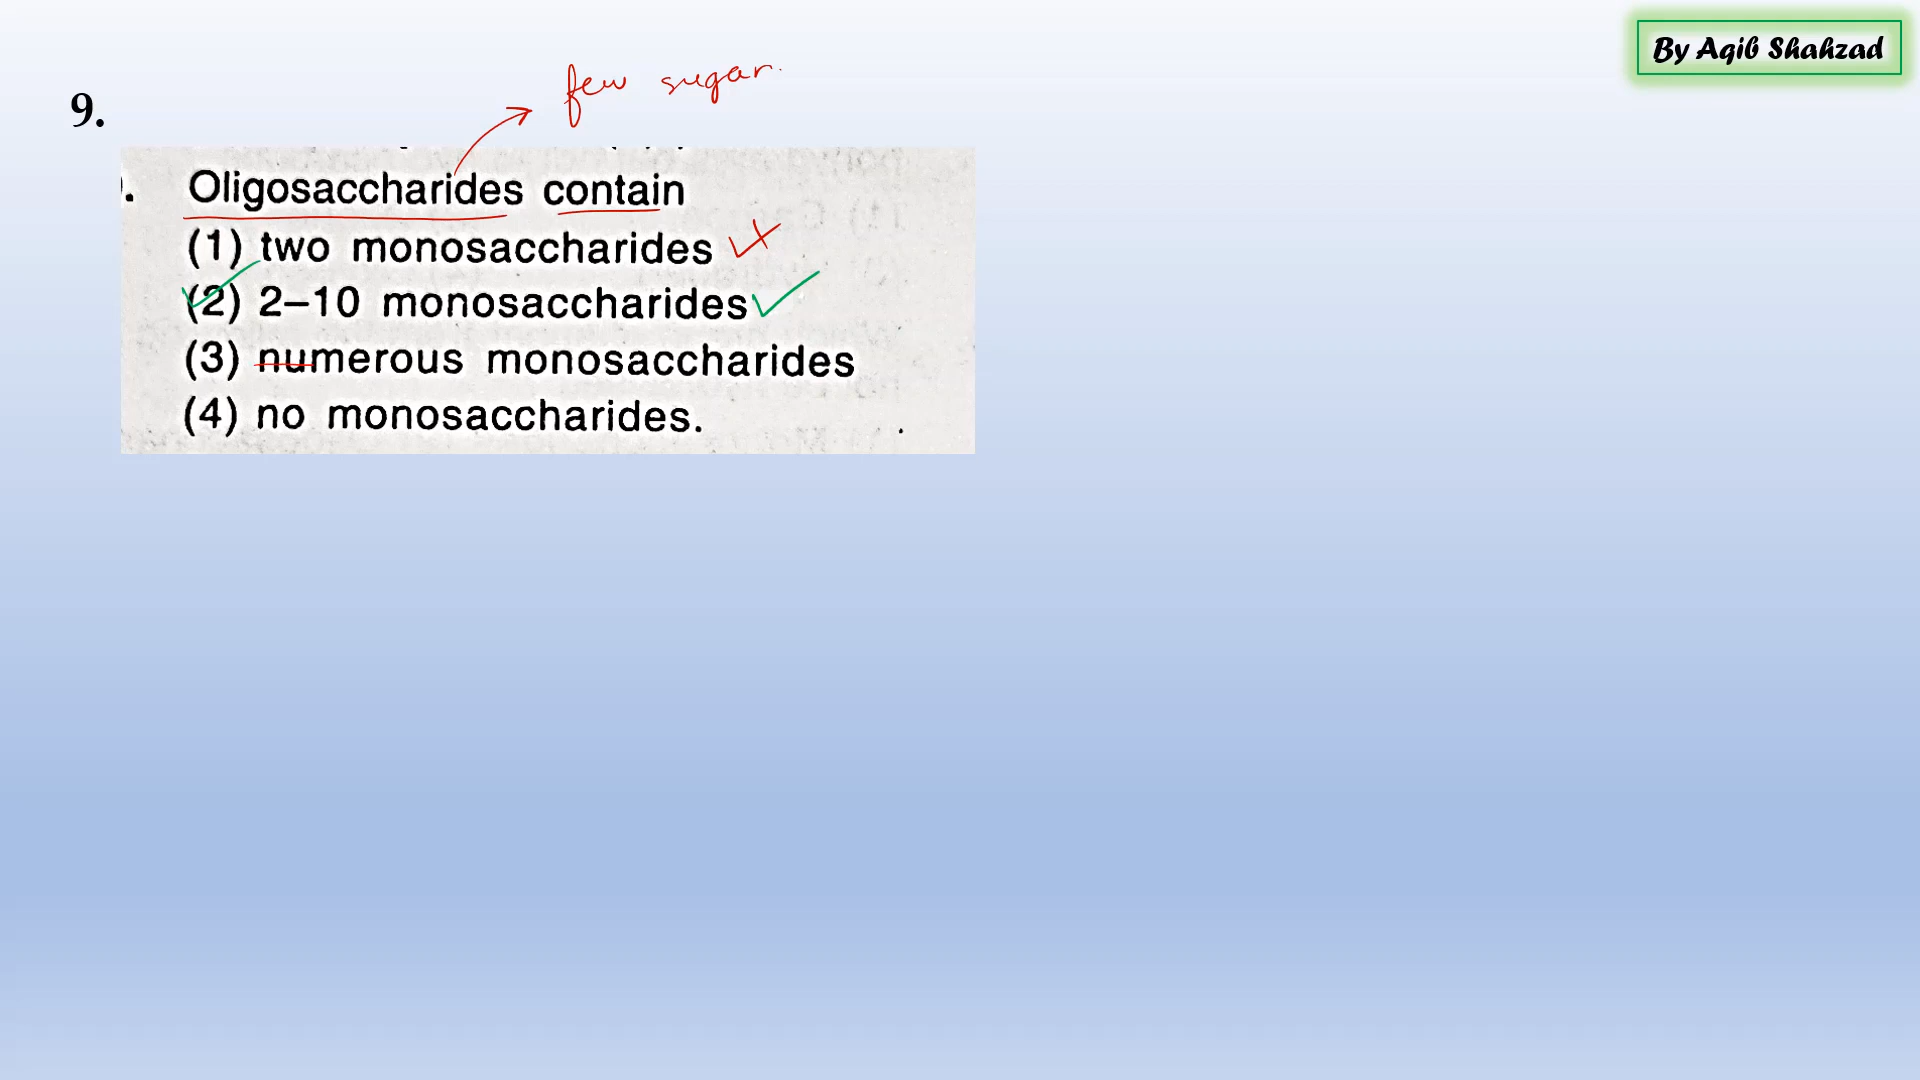 By Aqib Shahzad
few sugar.
9.
. Oligosaccharides contain
(1) two monosaccharides
(2) 2–10 monosaccharides
(3) numerous monosaccharides
(4) no monosaccharides.